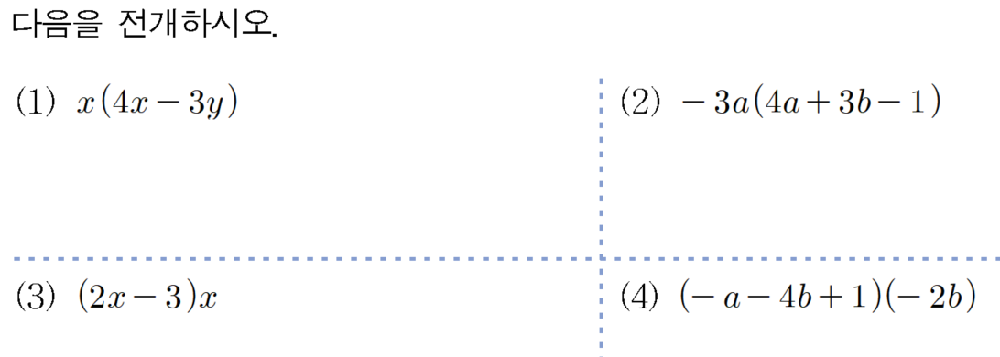 다음을 전개하시오.
(1) x(4x − 3y)
(2) − 3a(4a + 3b − 1)
(3) (2x − 3)x
(4) (− a − 4b + 1)(− 2b)